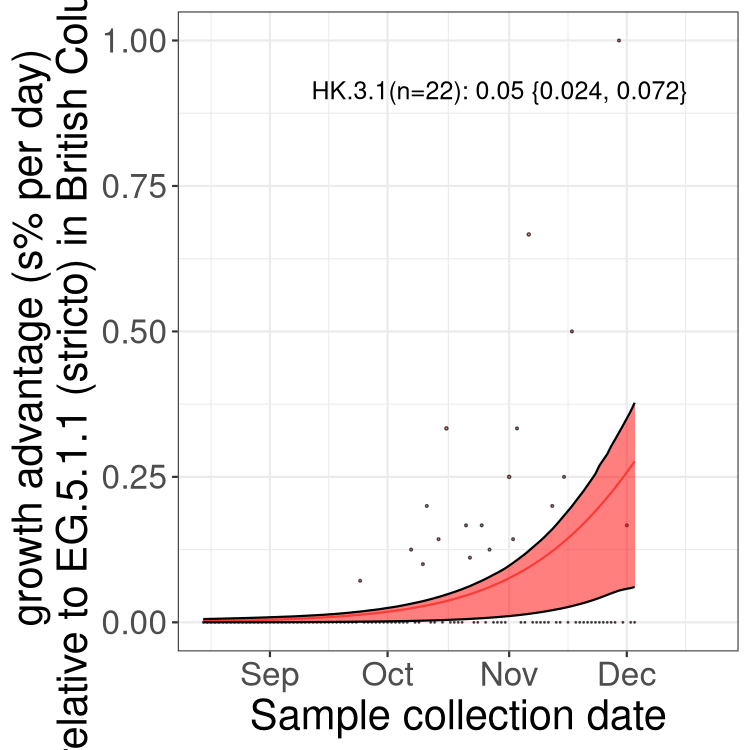 growth advantage (s% per day)
relative to EG.5.1.1 (stricto) in British Colu
1.00
0.75
0.50
0.25
0.00
HK.3.1(n=22): 0.05 {0.024, 0.072}
Sep Oct Nov Dec
Sample collection date